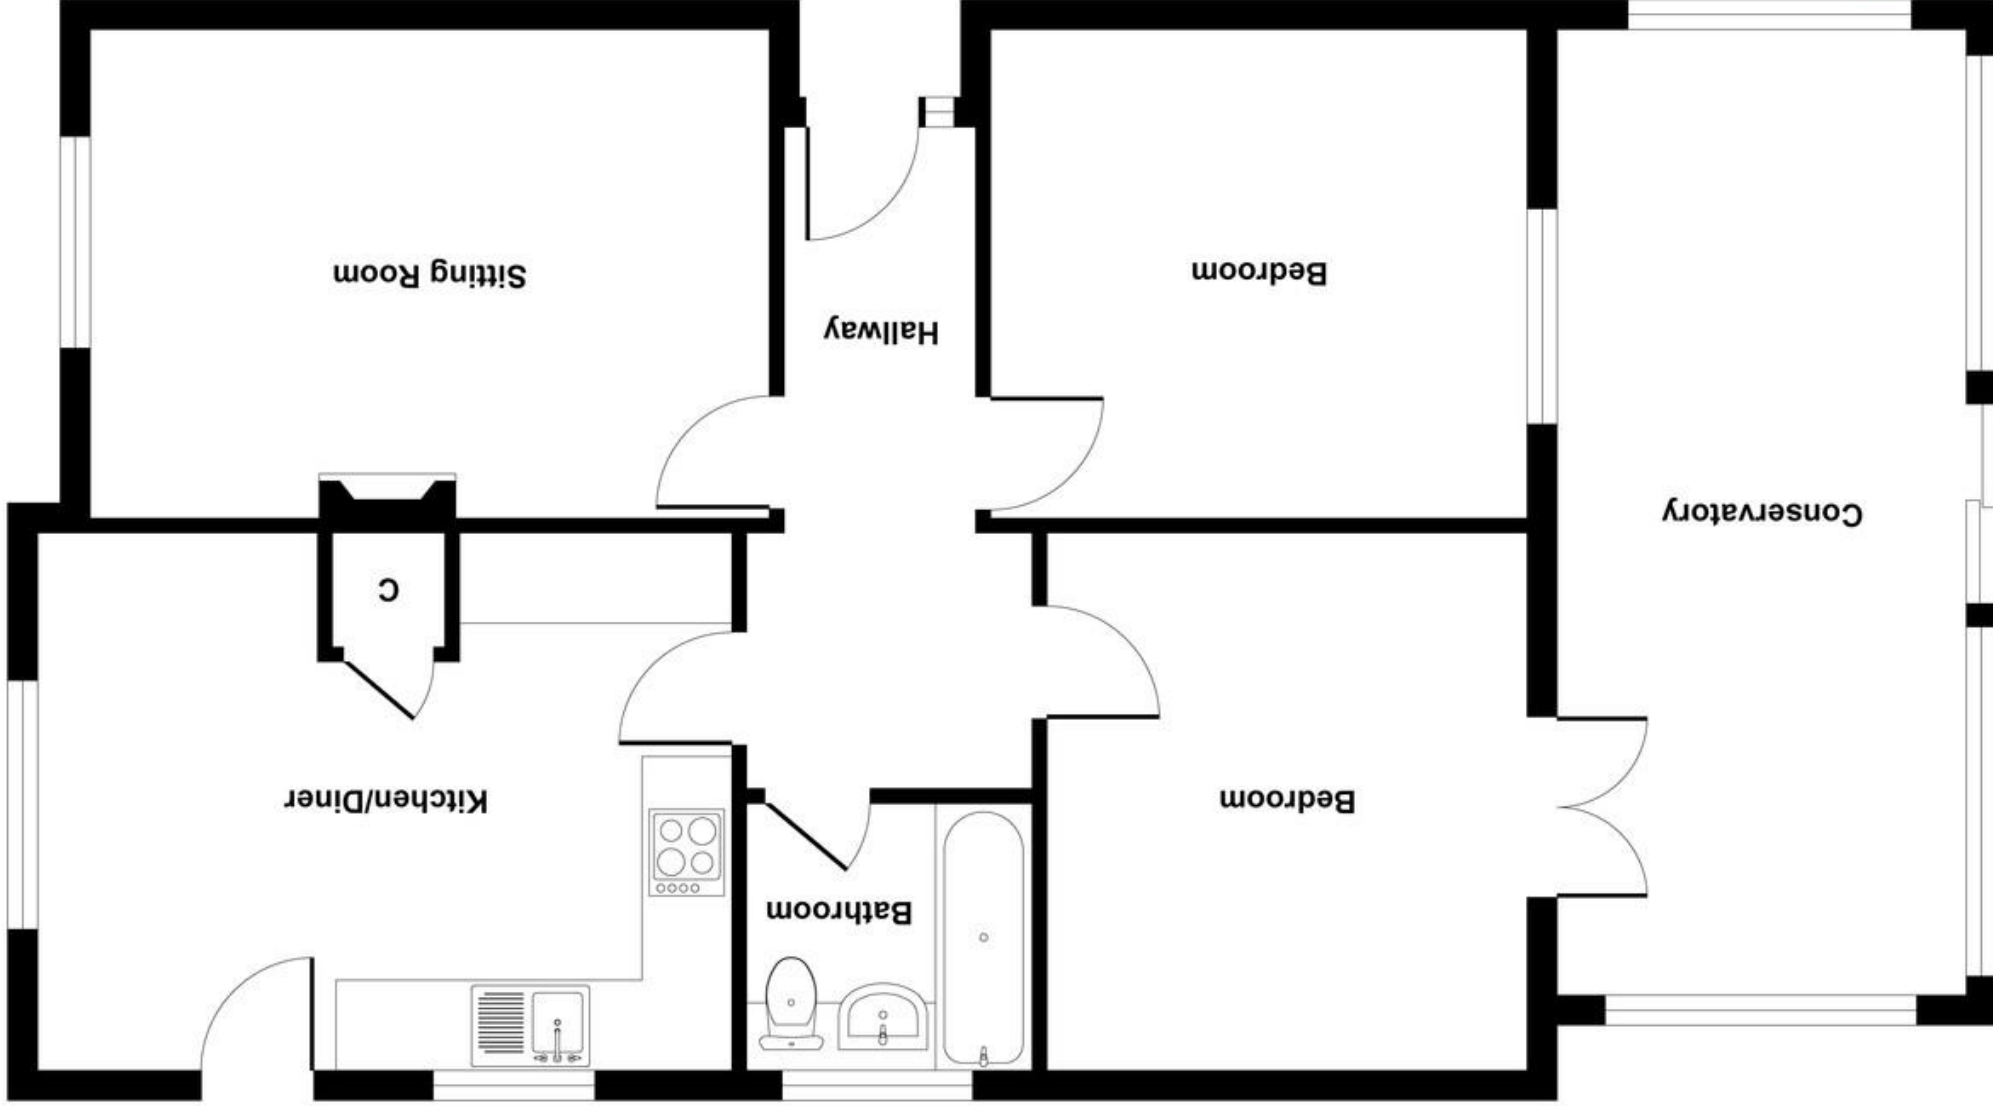 Kitchen/Diner
Bathroom
Bedroom
C
Conservatory
Hallway
Sitting Room
Bedroom